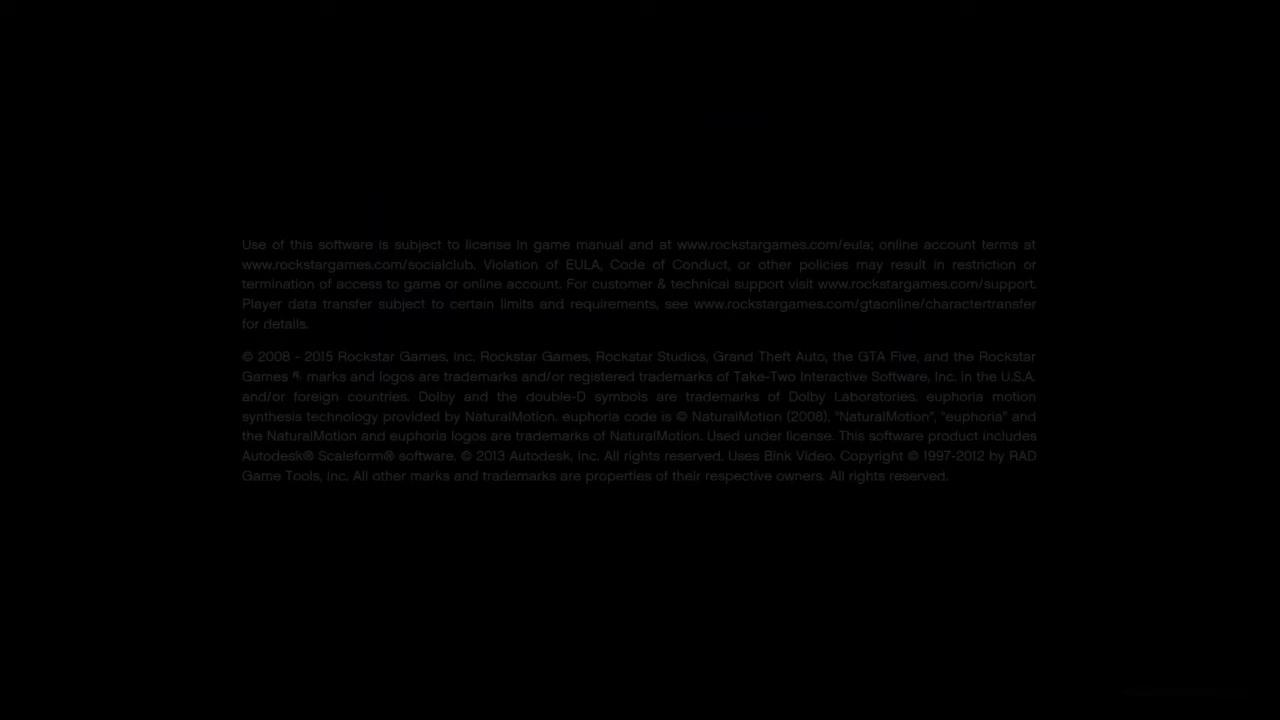 Use of this software is subject to license in game manual and at www.rockstargames.com/eula; online account terms at
www.rockstargames.com/socialclub. Violation of EULA, Code of Conduct, or other policies may result in restriction or
termination of access to game or online account. For customer & technical support visit www.rockstargames.com/support.
Player data transfer subject to certain limits and requirements, see www.rockstargames.com/gtaonline/charactertransfer
for details.
© 2008 - 2015 Rockstar Games, Inc. Rockstar Games, Rockstar Studios, Grand Theft Auto, the GTA Five, and the Rockstar
Games R* marks and logos are trademarks and/or registered trademarks of Take-Two Interactive Software, Inc. in the U.S.A.
and/or foreign countries. Dolby and the double-D symbols are trademarks of Dolby Laboratories. euphoria motion
synthesis technology provided by NaturalMotion. euphoria code is © NaturalMotion (2008). "NaturalMotion", "euphoria" and
the NaturalMotion and euphoria logos are trademarks of NaturalMotion. Used under license. This software product includes
Autodesk® Scaleform® software, © 2013 Autodesk, Inc. All rights reserved. Uses Bink Video. Copyright © 1997-2012 by RAD
Game Tools, Inc. All other marks and trademarks are properties of their respective owners. All rights reserved.